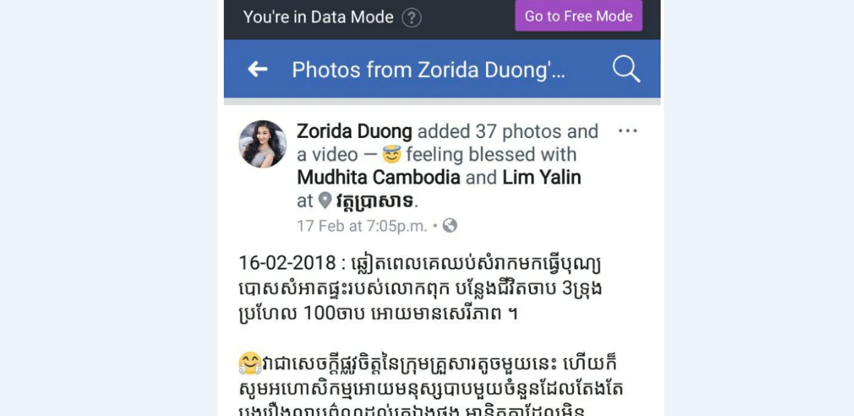 You're in Data Mode ?
Go to Free Mode
Photos from Zorida Duong'...
Zorida Duong added 37 photos and
a video — 😇 feeling blessed with
Mudhita Cambodia and Lim Yalin
at វត្តប្រាសាទ.
17 Feb at 7:05p.m. •
16-02-2018 : ឆ្លៀតពេលគេឈប់សំរាកមកធ្វើបុណ្យ
បោសសំអាតផ្ទះរបស់លោកពុក បន្លែងជីវិតចាប 3ទ្រុង
ប្រហែល 100ចាប អោយមានសេរីភាព ។
🤗វាជាសេចក្ដីផ្លូវចិត្តនៃក្រុមគ្រួសារតូចមួយនេះ ហើយក៏
សូមអហោសិកម្មអោយមនុស្សបាបមួយចំនួនដែលតែងតែ